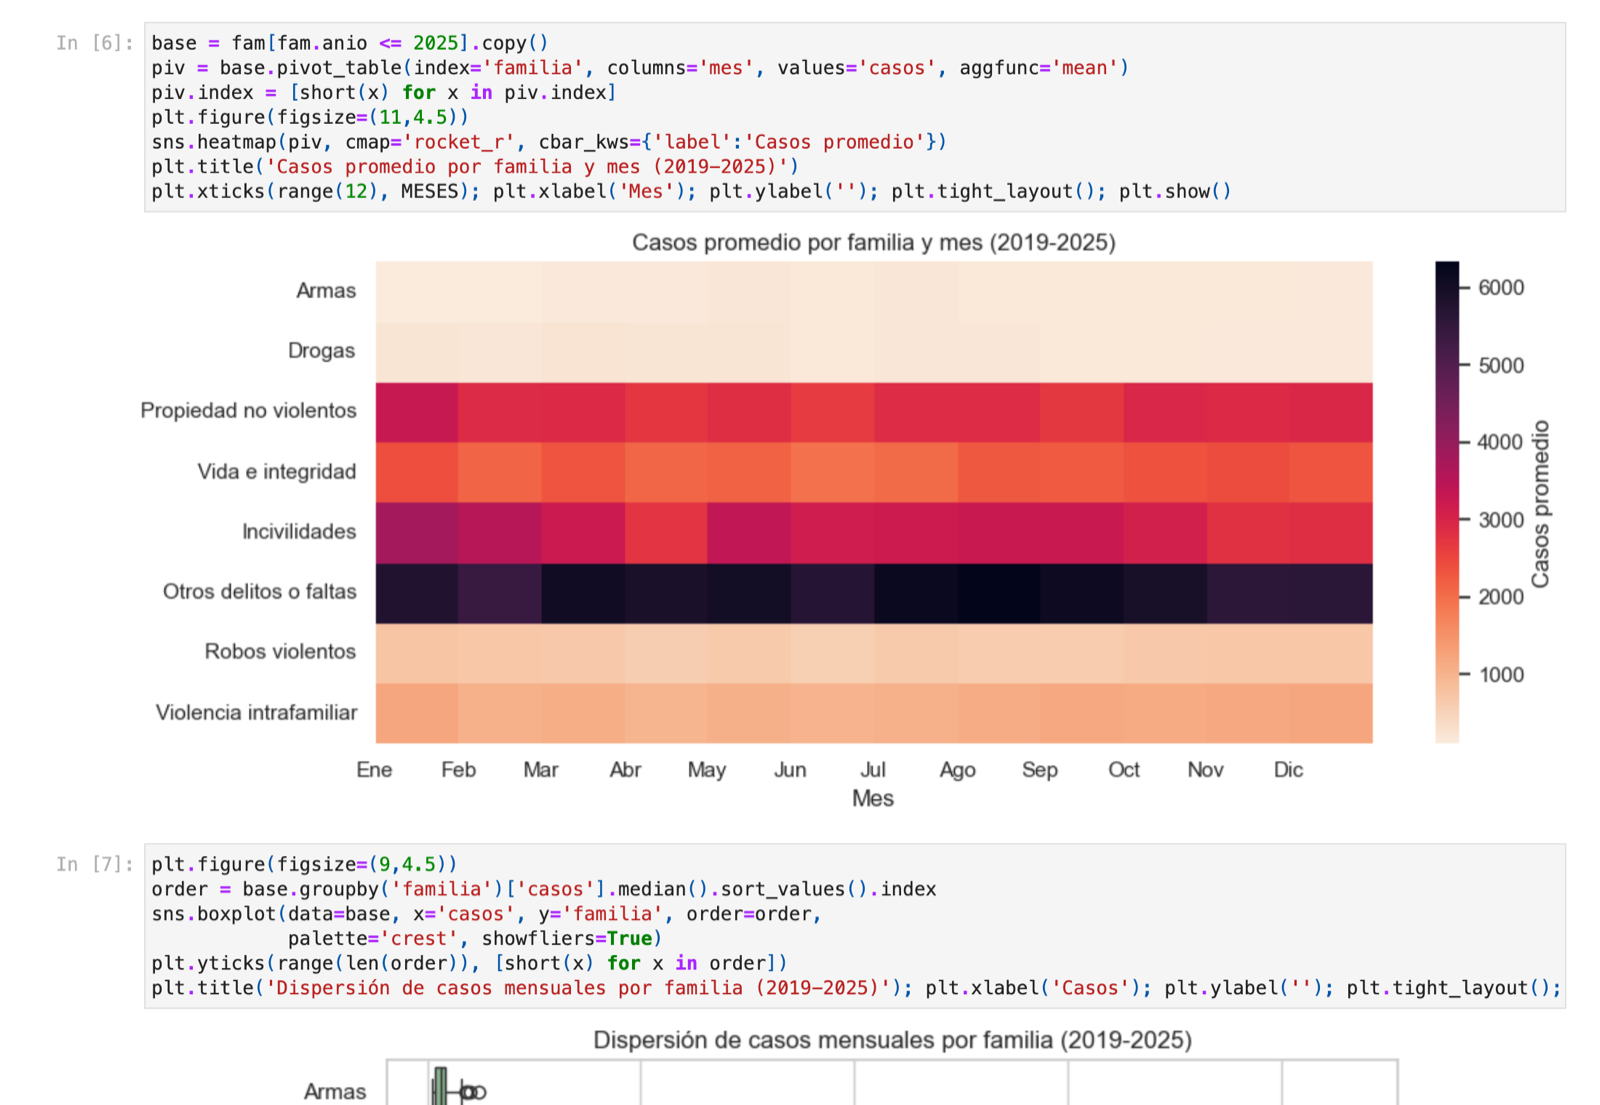 In [6]:
base = fam[fam.anio <= 2025].copy()
piv = base.pivot_table(index='familia', columns='mes', values='casos', aggfunc='mean')
piv.index = [short(x) for x in piv.index]
plt.figure(figsize=(11,4.5))
sns.heatmap(piv, cmap='rocket_r', cbar_kws={'label':'Casos promedio'})
plt.title('Casos promedio por familia y mes (2019-2025)')
plt.xticks(range(12), MESES); plt.xlabel('Mes'); plt.ylabel(''); plt.tight_layout(); plt.show()
Casos promedio por familia y mes (2019-2025)
Armas
Drogas
Propiedad no violentos
Vida e integridad
Incivilidades
Otros delitos o faltas
Robos violentos
Violencia intrafamiliar
Ene Feb Mar Abr May Jun Jul Ago Sep Oct Nov Dic
Mes
6000
5000
4000
3000
2000
1000
Casos promedio
In [7]:
plt.figure(figsize=(9,4.5))
order = base.groupby('familia')['casos'].median().sort_values().index
sns.boxplot(data=base, x='casos', y='familia', order=order,
palette='crest', showfliers=True)
plt.yticks(range(len(order)), [short(x) for x in order])
plt.title('Dispersión de casos mensuales por familia (2019-2025)'); plt.xlabel('Casos'); plt.ylabel(''); plt.tight_layout();
Dispersión de casos mensuales por familia (2019-2025)
Armas